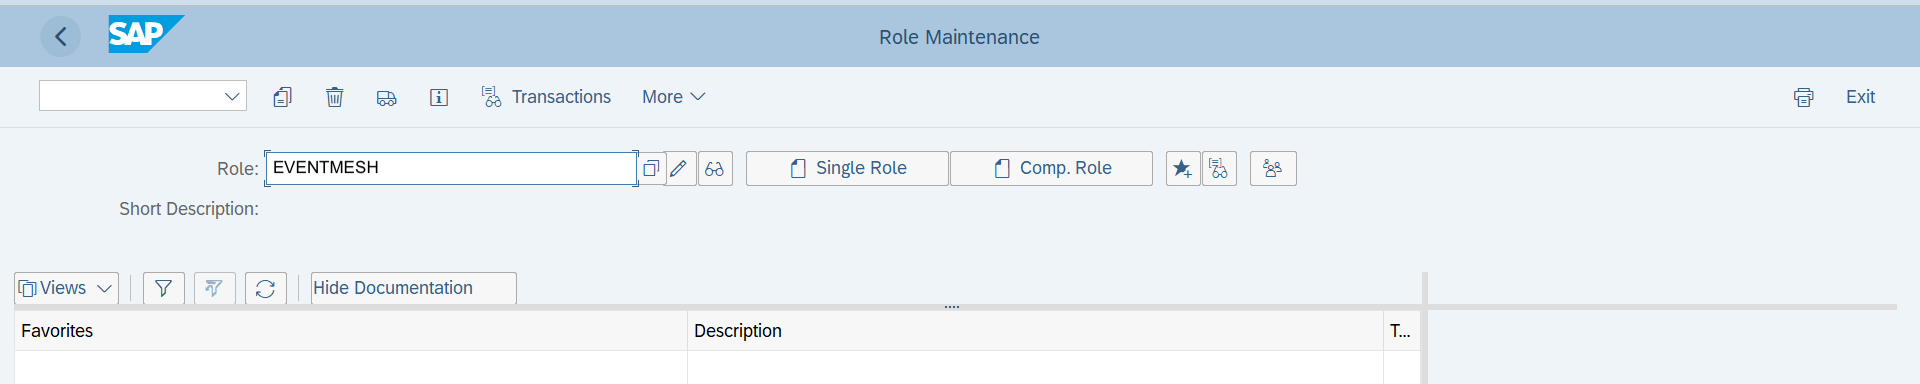 SAP
Role Maintenance
Transactions More Exit
Role: EVENTMESH Single Role Comp. Role
Short Description:
Views Hide Documentation
Favorites Description T...